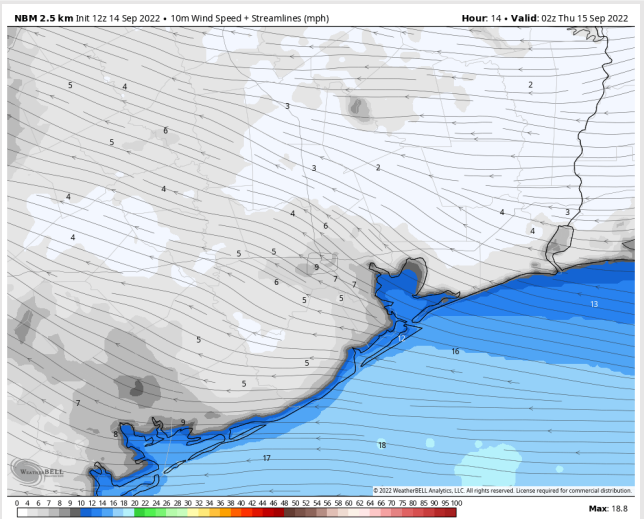 NBM 2.5 km Init 12z 14 Sep 2022 • 10m Wind Speed + Streamlines (mph)
Hour: 14 • Valid: 02z Thu 15 Sep 2022
5 4 2
3
6
5
3 2
4
4 4 3
4 6 4
4
5 5
9
6 7 7
5 5
13
5 12
16
5
5
7
9
8 18
17
WeatherBELL
© 2022 WeatherBELL Analytics, LLC. All rights reserved. License required for commercial distribution.
0 4 5 6 7 8 9 10 12 14 16 18 20 22 24 26 28 30 32 34 36 38 40 42 44 46 48 50 52 54 56 58 60 62 64 66 70 75 80 85 90 95 100
Max: 18.8